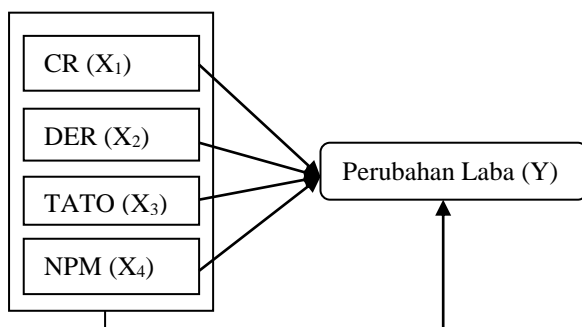 CR (X₁)
DER (X₂)
TATO (X₃)
NPM (X₄)
Perubahan Laba (Y)